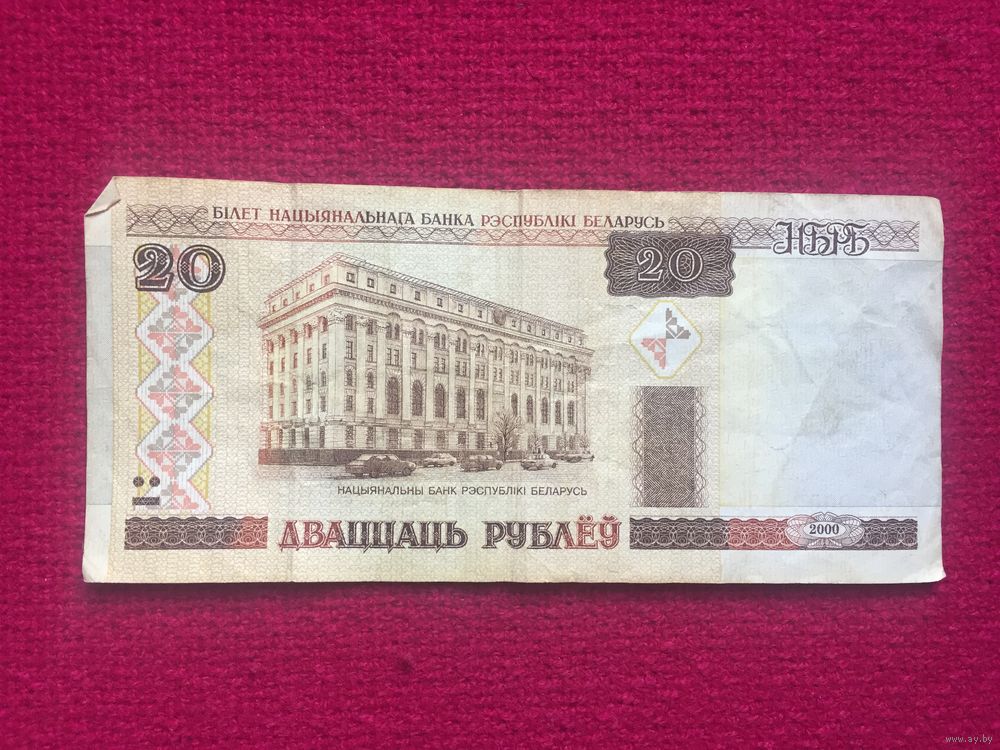 БІЛЕТ НАЦЫЯНАЛЬНАГА БАНКА РЭСПУБЛІКІ БЕЛАРУСЬ
НБРБ
20
20
НАЦЫЯНАЛЬНЫ БАНК РЭСПУБЛІКІ БЕЛАРУСЬ
ДВАЦЦАЦЬ РУБЛЁЎ
2000
www.ay.by